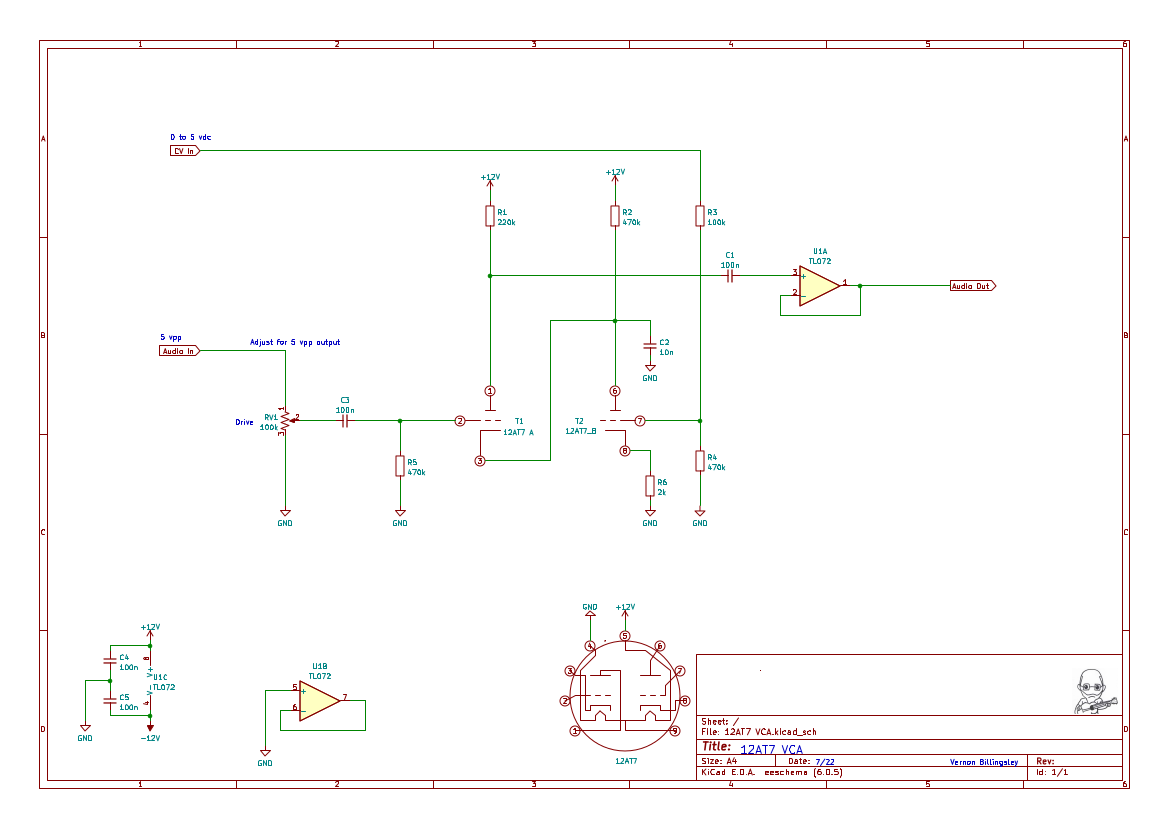 1 2 3 4 5 6
A A
0 to 5 vdc
CV In
+12V
+12V
R1
220k
R2
470k
R3
100k
C1
100n
U1A
TL072
3
+
2
-
1
Audio Out
B B
5 vpp
Audio In
Adjust for 5 vpp output
C2
10n
GND
1
6
Drive
RV1
100k
1
2
3
C3
100n
2
T1
12AT7_A
3
T2
12AT7_B
7
8
R5
470k
R4
470k
R6
2k
GND
GND
GND
GND
C C
GND
+12V
4
5
6
3
7
2
8
1
9
12AT7
+12V
C4
100n
8
V+
U1C
TL072
V-
4
C5
100n
GND
-12V
U1B
TL072
5
+
6
-
7
GND
D D
Sheet: /
File: 12AT7 VCA.kicad_sch
Title: 12AT7 VCA
Size: A4 Date: 7/22 Vernon Billingsley Rev:
KiCad E.D.A. eeschema (6.0.5) Id: 1/1
1 2 3 4 5 6